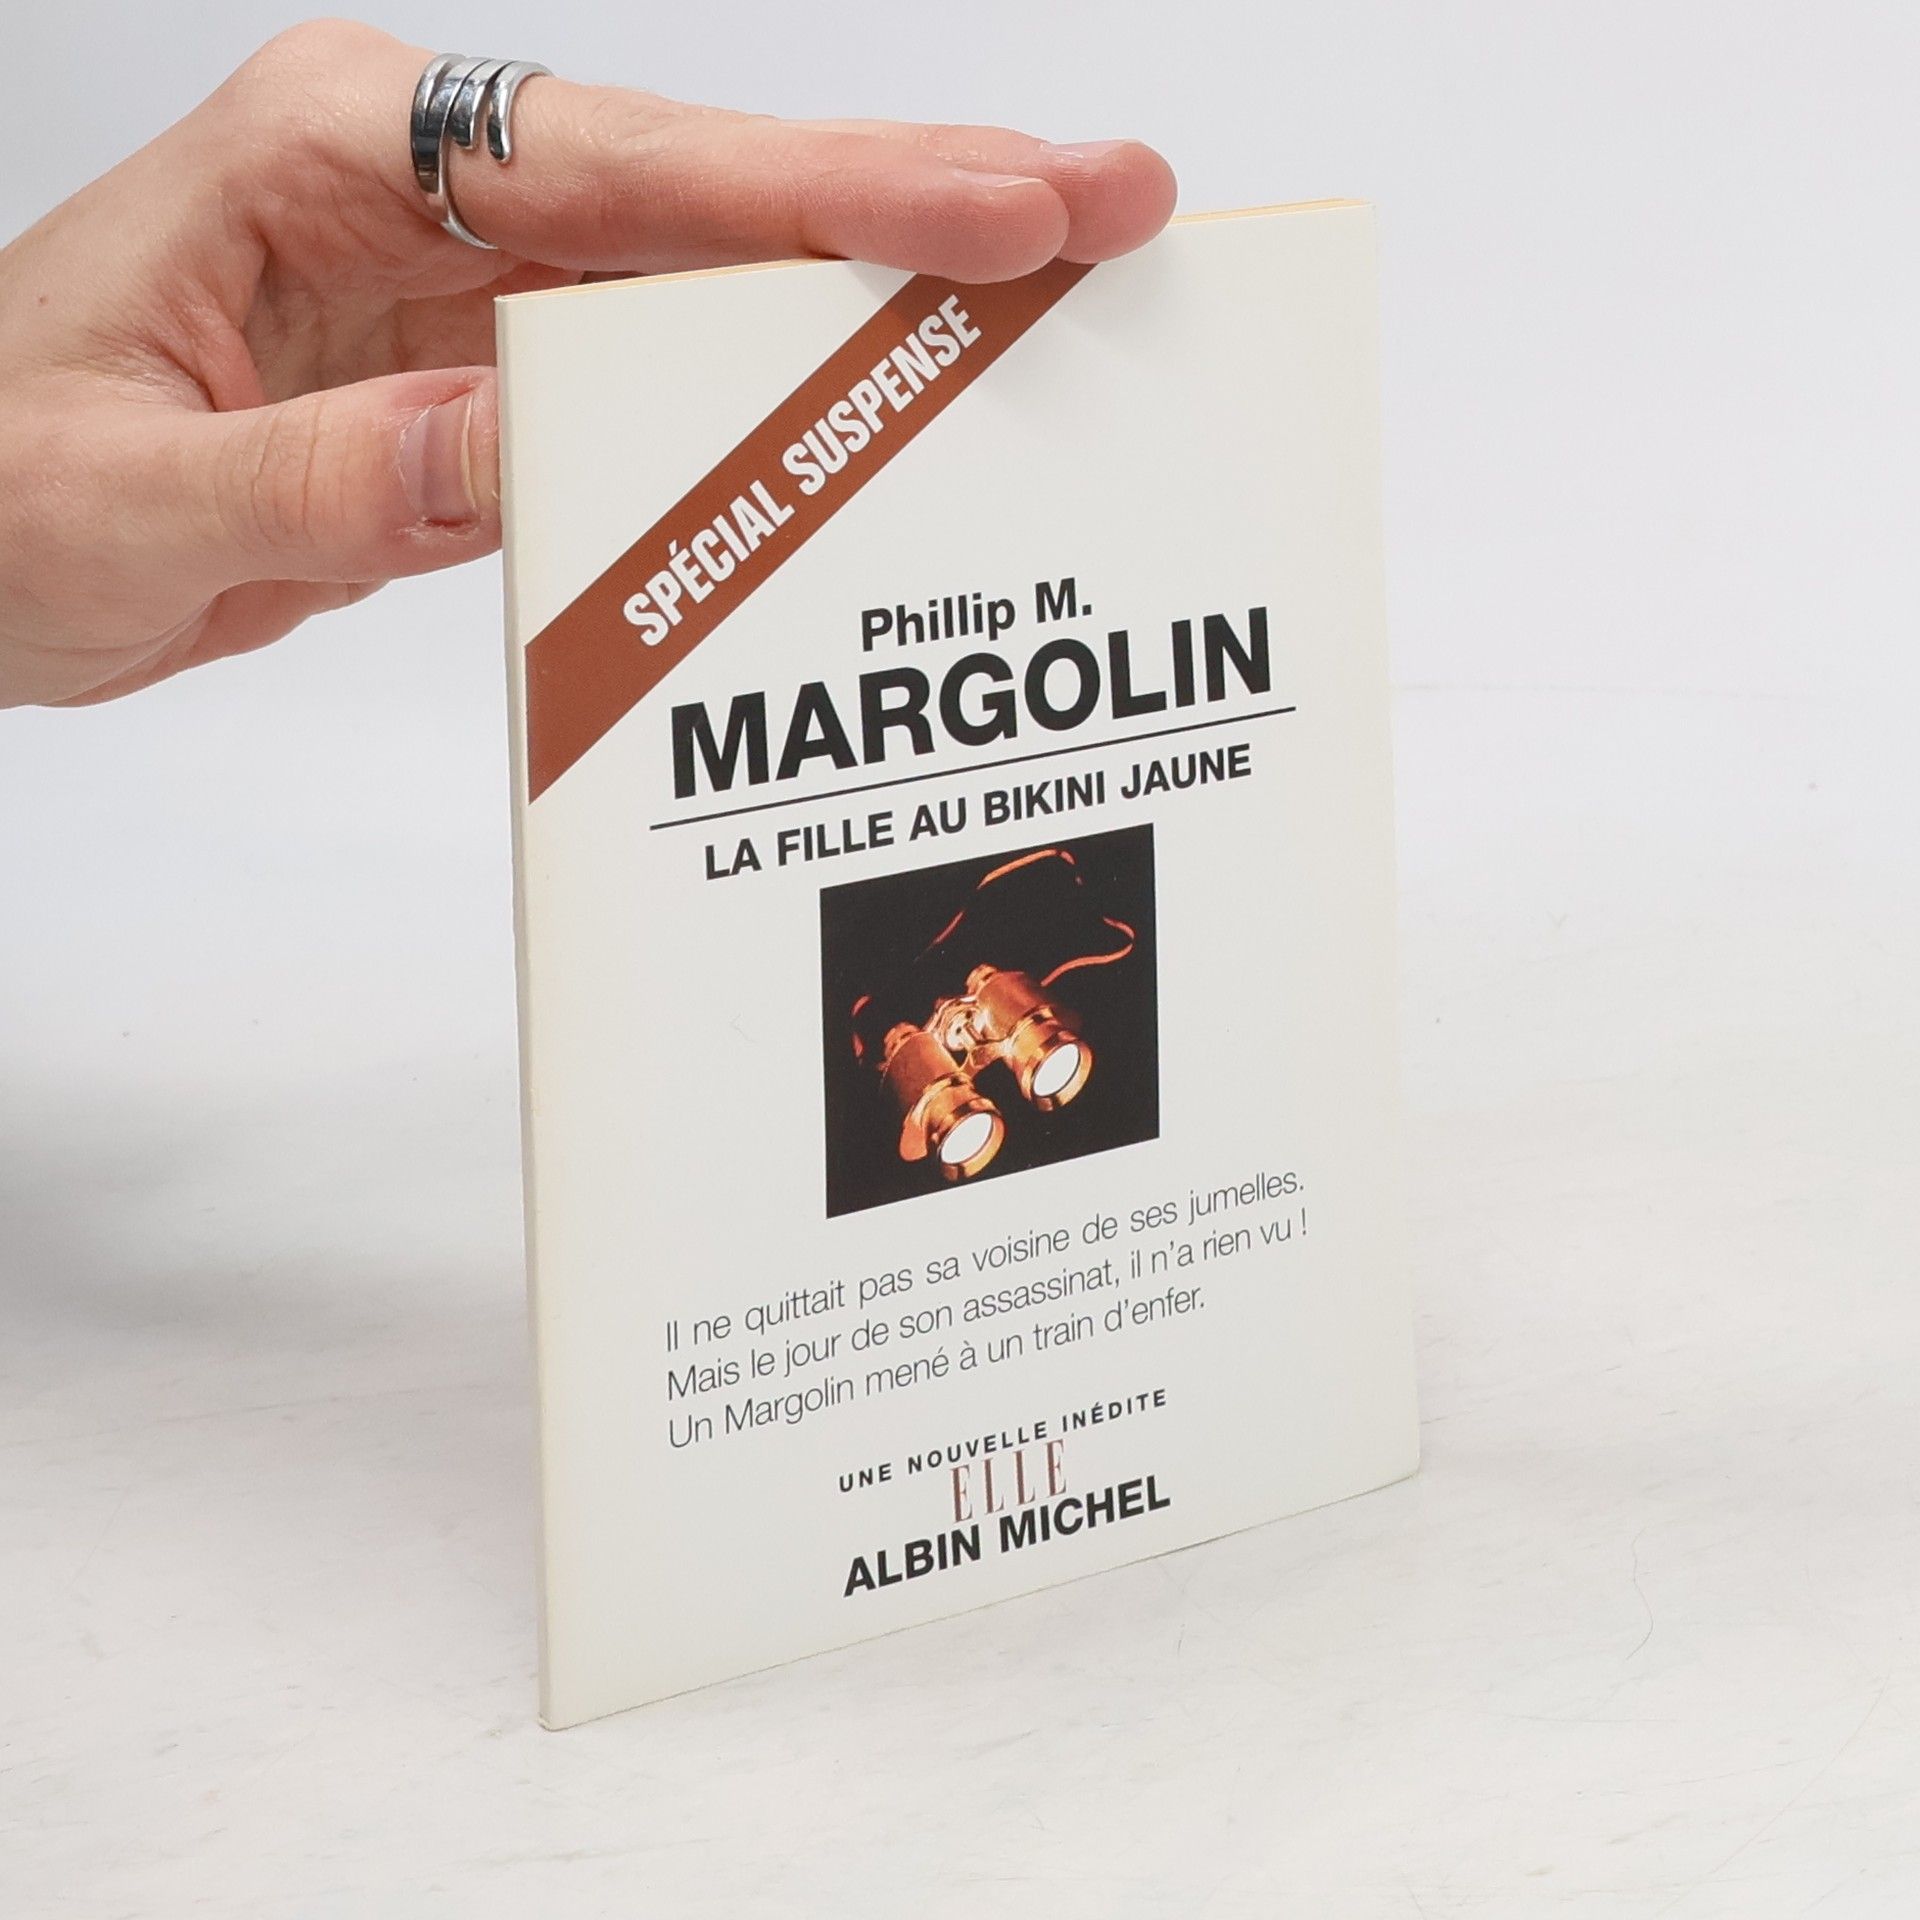 SPÉCIAL SUSPENSE
Phillip M.
MARGOLIN
LA FILLE AU BIKINI JAUNE
Il ne quittait pas sa voisine de ses jumelles.
Mais le jour de son assassinat, il n'a rien vu !
Un Margolin mené à un train d'enfer.
UNE NOUVELLE INÉDITE
ELLE
ALBIN MICHEL